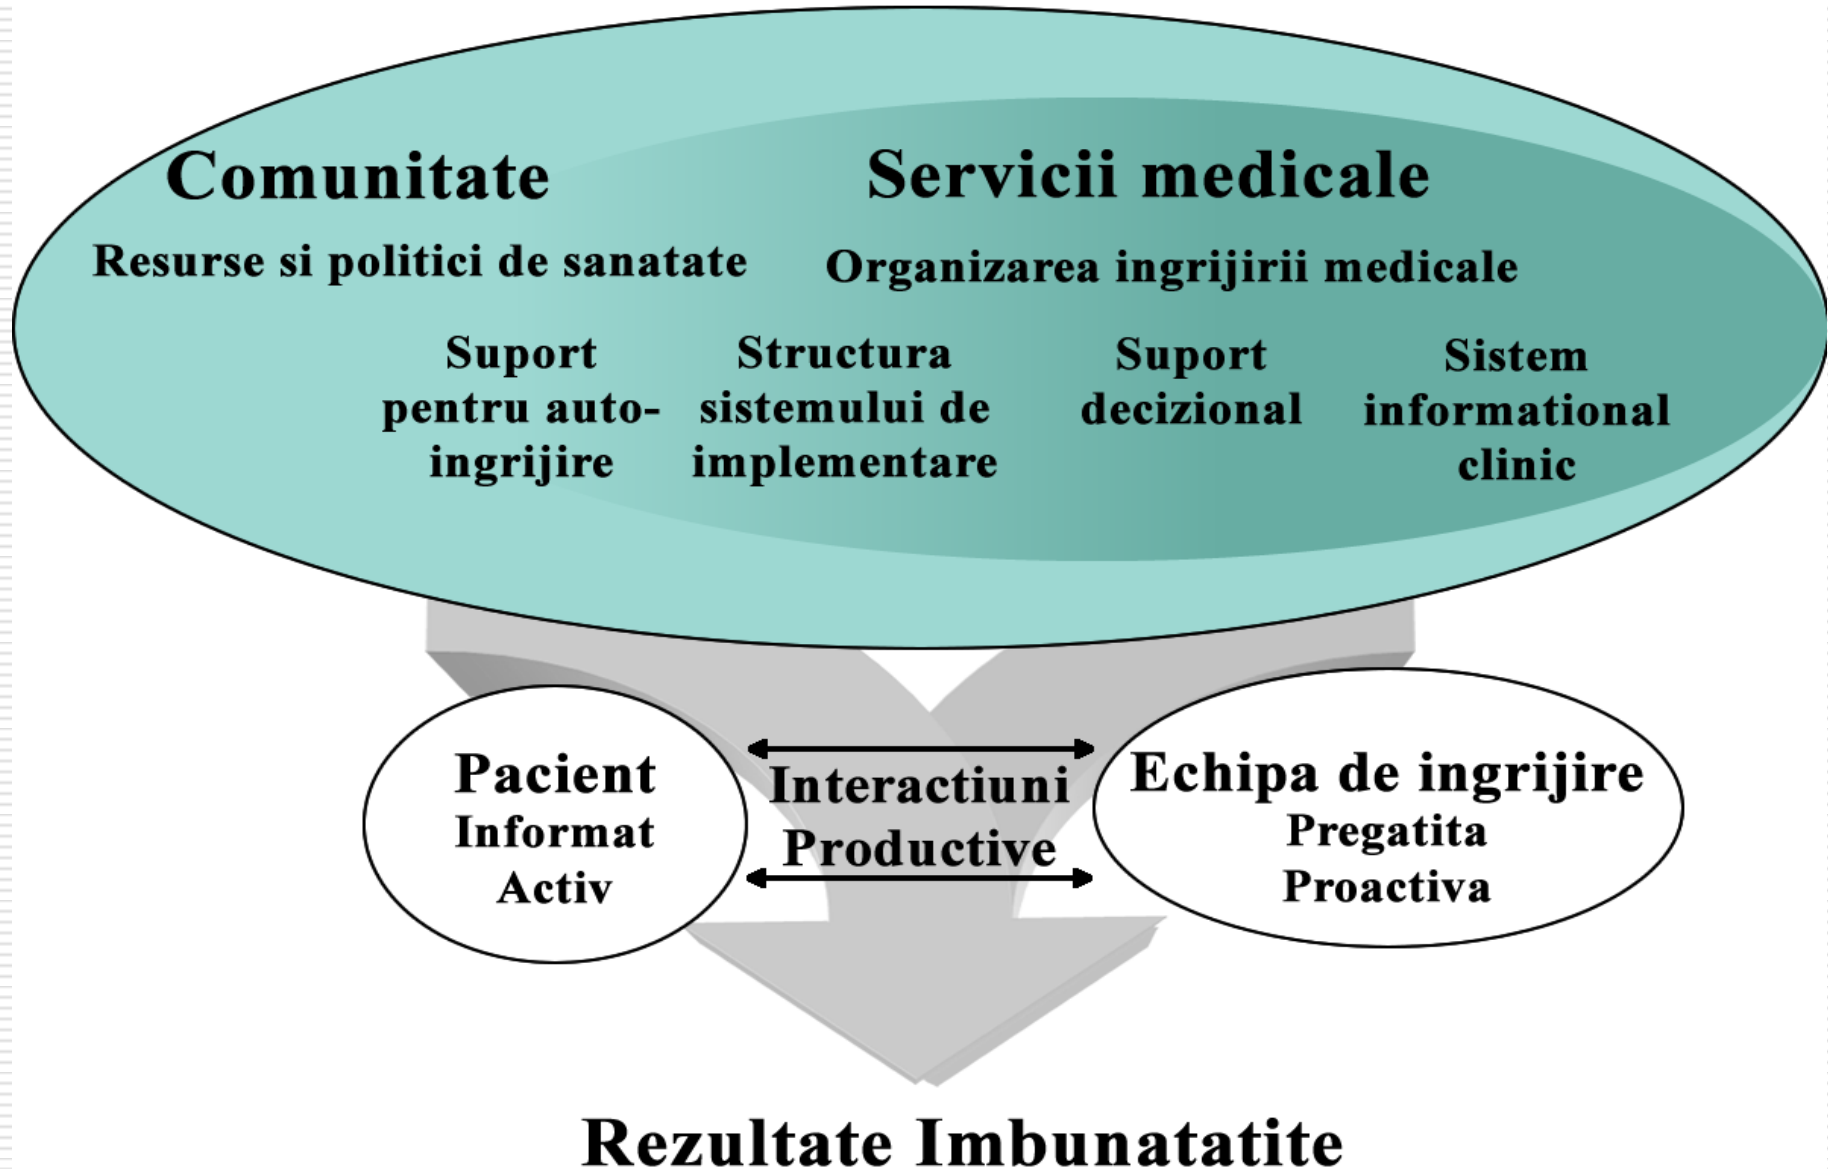 Comunitate
Servicii medicale
Resurse si politici de sanatate
Organizarea ingrijirii medicale
Suport
pentru auto-
ingrijire
Structura
sistemului de
implementare
Suport
decizional
Sistem
informational
clinic
Pacient
Informat
Activ
Interactiuni
Productive
Echipa de ingrijire
Pregatita
Proactiva
Rezultate Imbunatatite